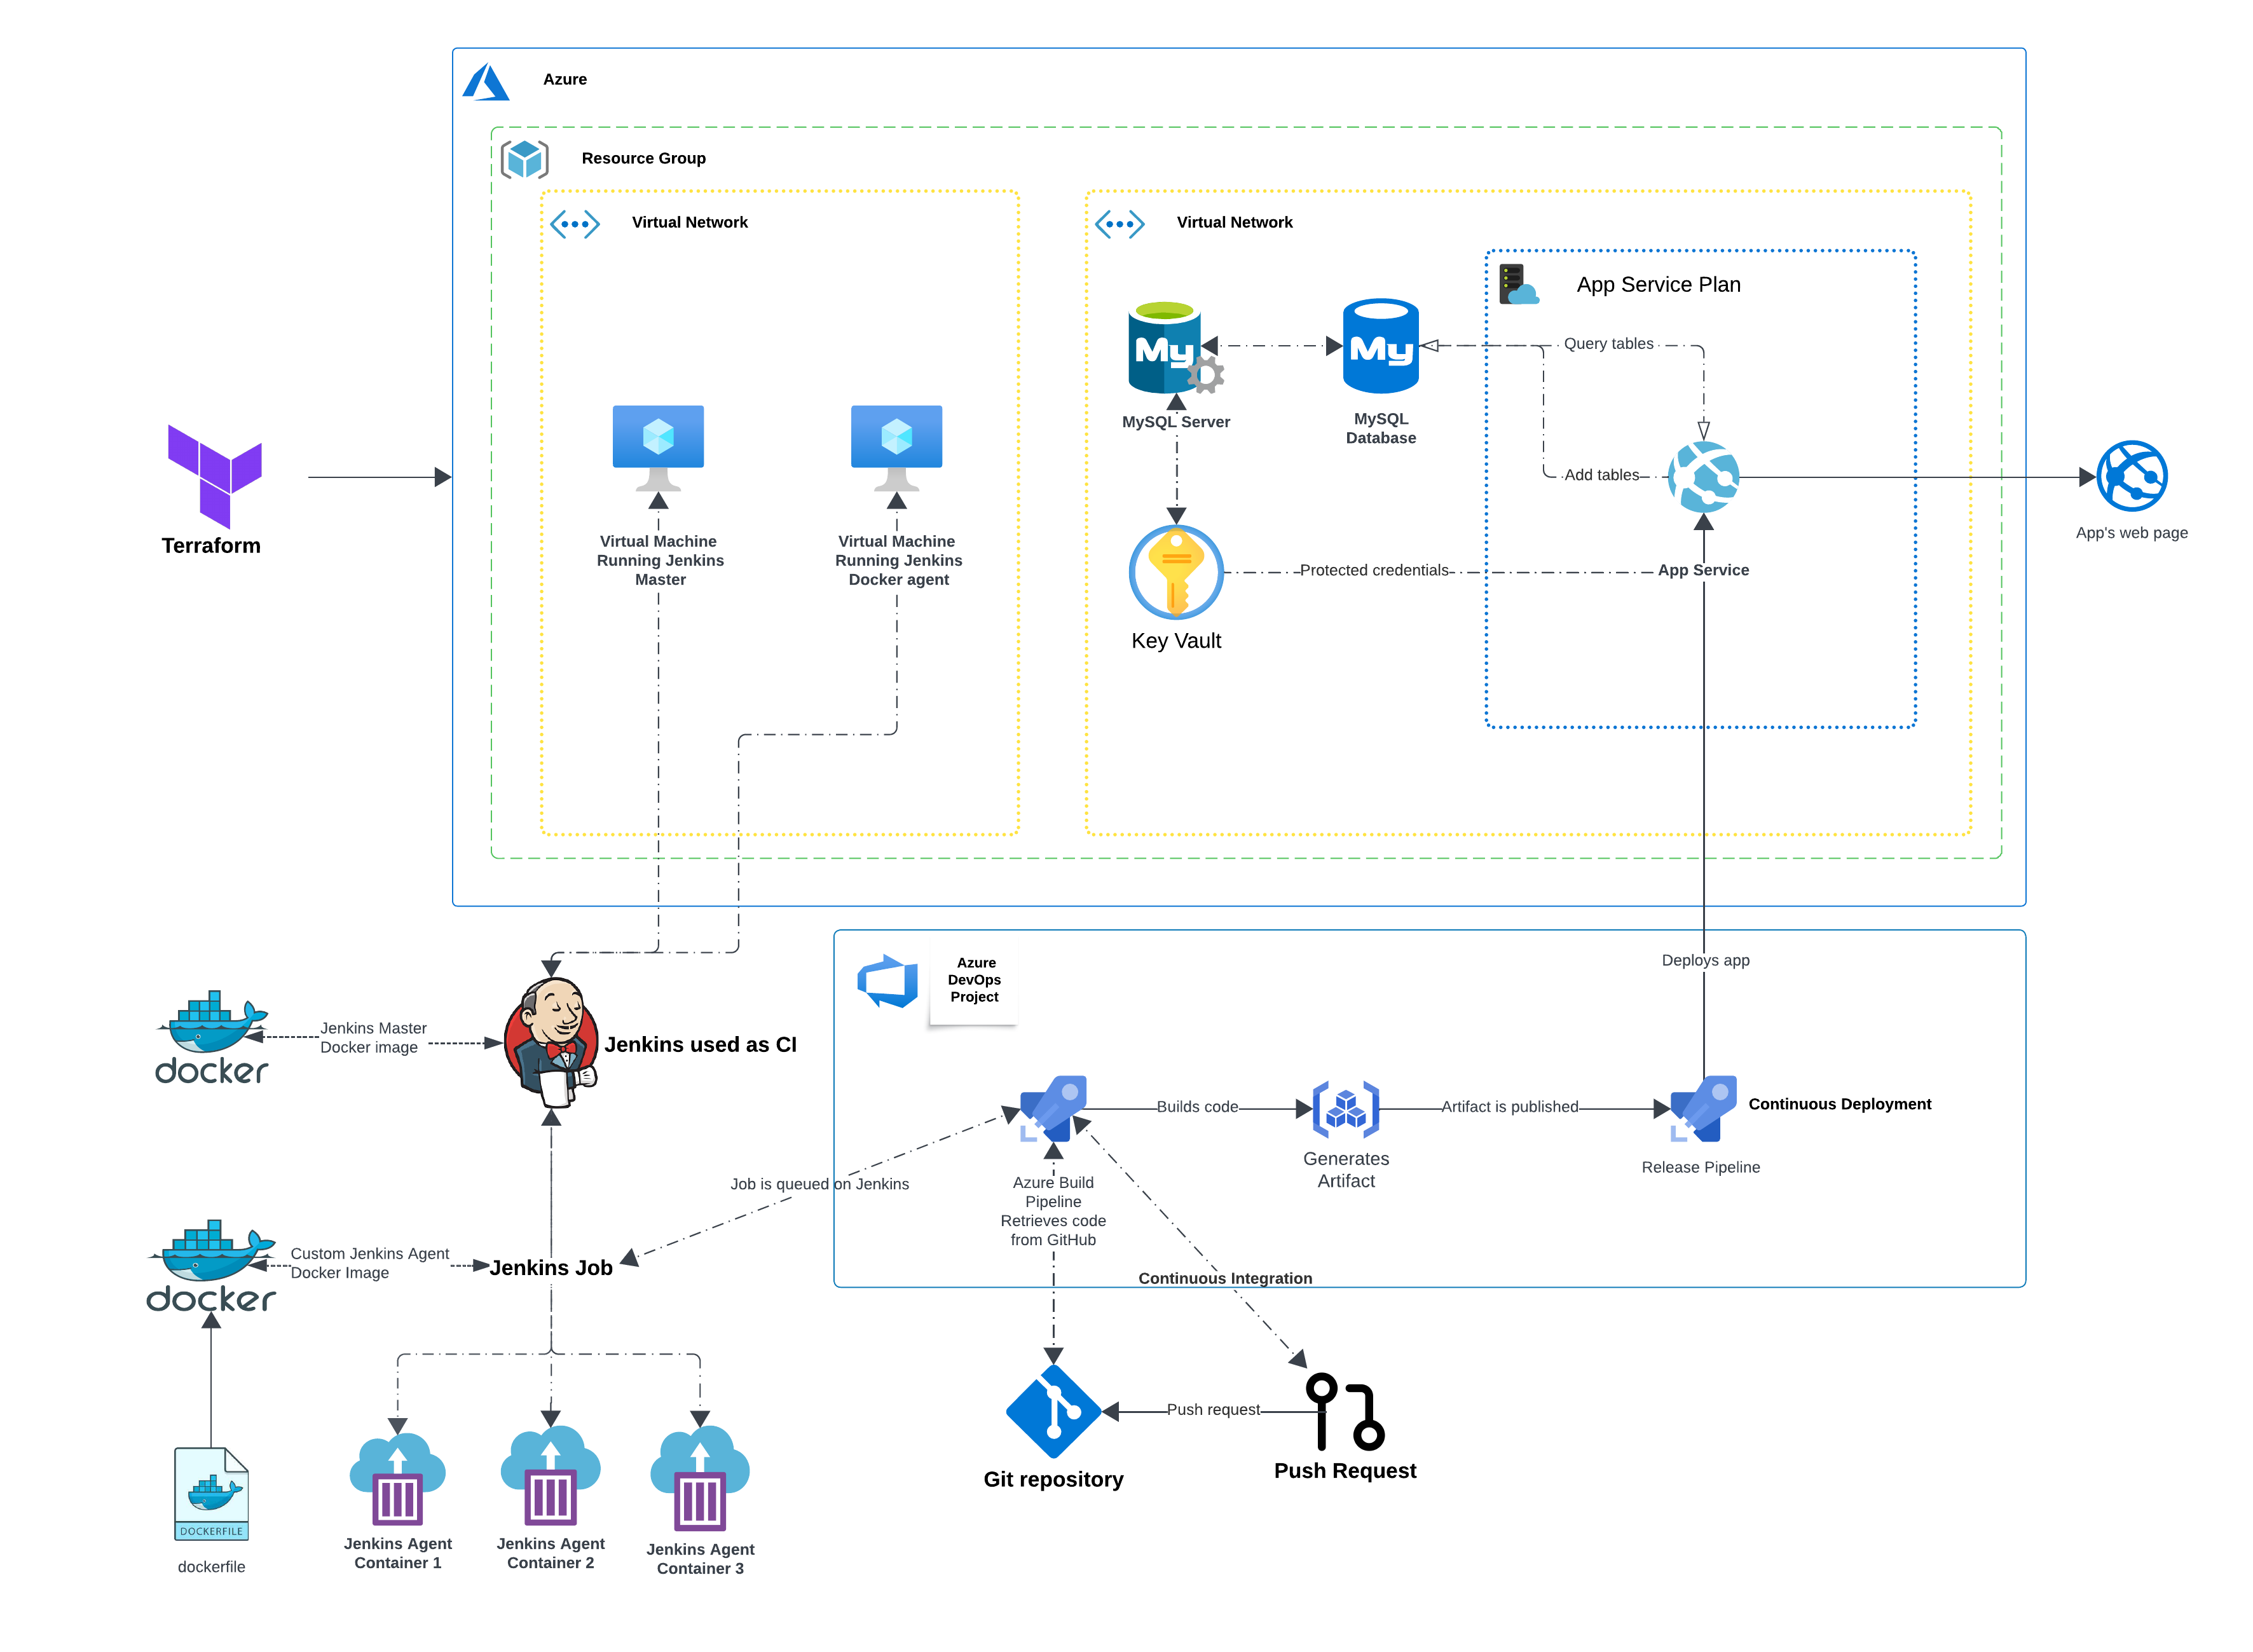 Azure
Resource Group
Virtual Network
Virtual Network
App Service Plan
My
My
Query tables
MySQL Server
MySQL
Database
Add tables
Terraform
Virtual Machine
Running Jenkins
Master
Virtual Machine
Running Jenkins
Docker agent
App's web page
Protected credentials
App Service
Key Vault
Deploys app
Azure
DevOps
Project
Jenkins Master
Docker image
docker
Jenkins used as CI
Builds code
Artifact is published
Continuous Deployment
Generates
Artifact
Release Pipeline
Job is queued on Jenkins
Azure Build
Pipeline
Retrieves code
from GitHub
Custom Jenkins Agent
Docker Image
docker
Jenkins Job
Continuous Integration
Push request
Git repository
Push Request
DOCKERFILE
dockerfile
Jenkins Agent
Container 1
Jenkins Agent
Container 2
Jenkins Agent
Container 3